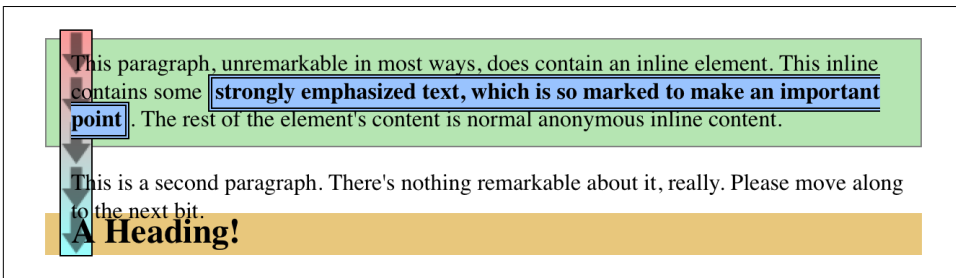 This paragraph, unremarkable in most ways, does contain an inline element. This inline
contains some strongly emphasized text, which is so marked to make an important
point. The rest of the element's content is normal anonymous inline content.
This is a second paragraph. There's nothing remarkable about it, really. Please move along
to the next bit.
A Heading!